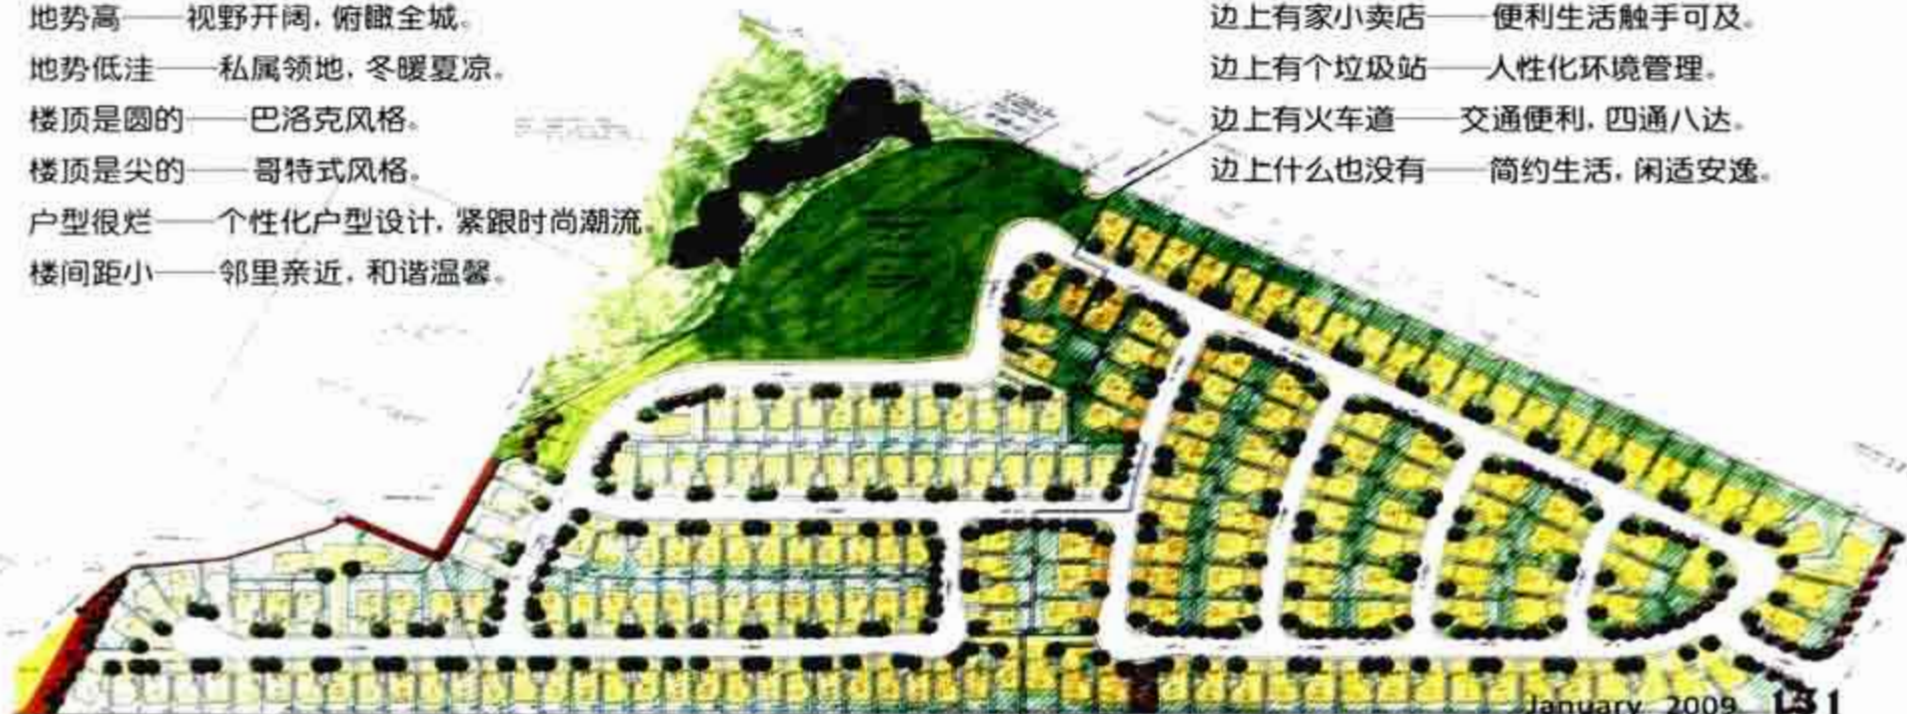 地势高——视野开阔，俯瞰全城。
地势低洼——私属领地，冬暖夏凉。
楼顶是圆的——巴洛克风格。
楼顶是尖的——哥特式风格。
户型很烂——个性化户型设计，紧跟时尚潮流。
楼间距小——邻里亲近，和谐温馨。
边上有家小卖店——便利生活触手可及。
边上有个垃圾站——人性化环境管理。
边上有火车道——交通便利，四通八达。
边上什么也没有——简约生活，闲适安逸。
January 2009 131